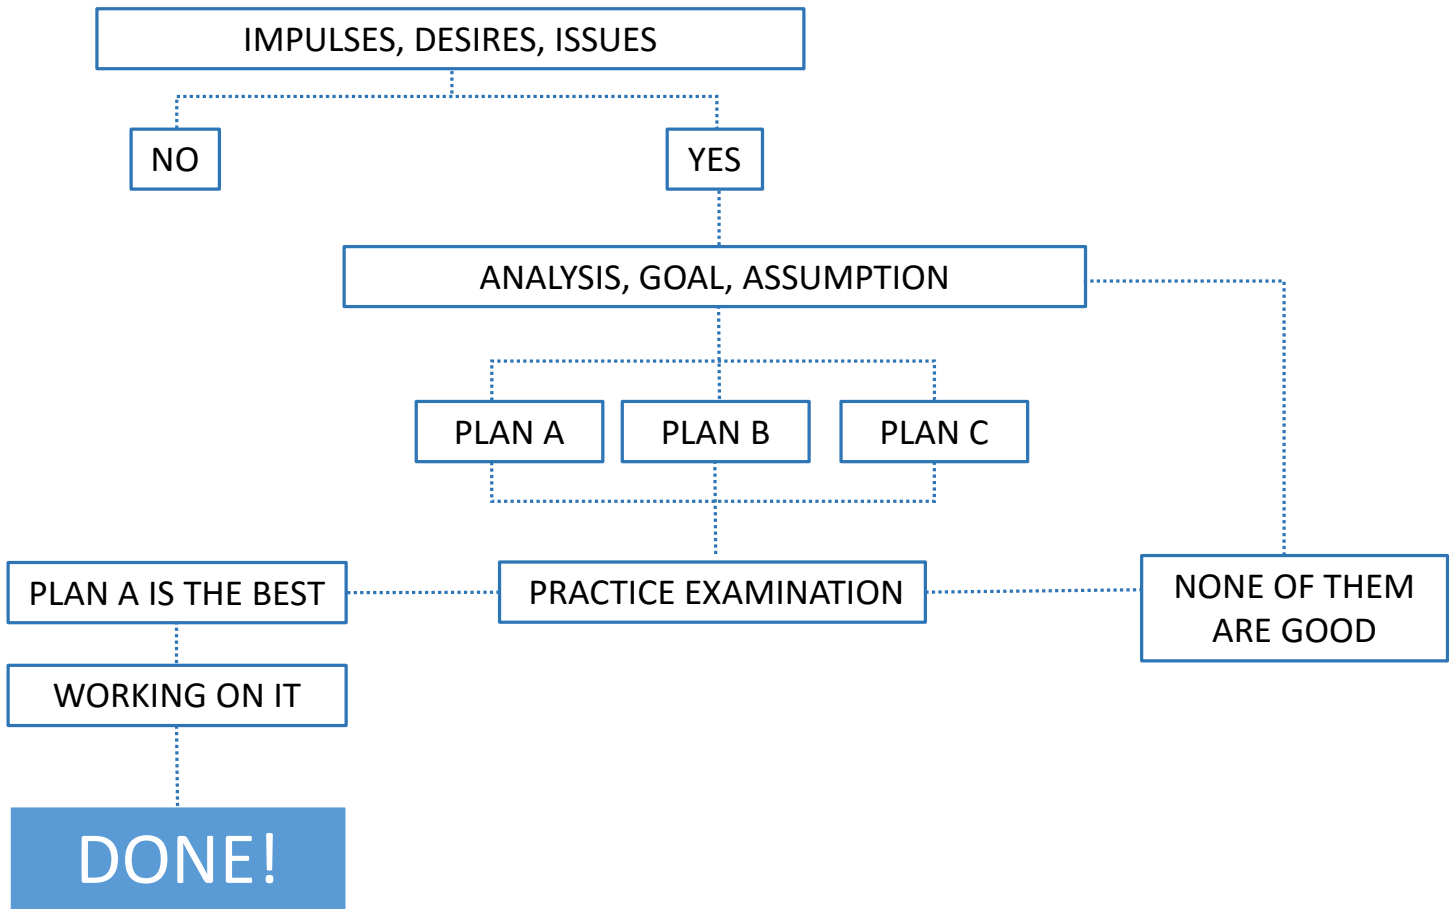 IMPULSES, DESIRES, ISSUES
NO
YES
ANALYSIS, GOAL, ASSUMPTION
PLAN A
PLAN B
PLAN C
PLAN A IS THE BEST
PRACTICE EXAMINATION
NONE OF THEM
ARE GOOD
WORKING ON IT
DONE!